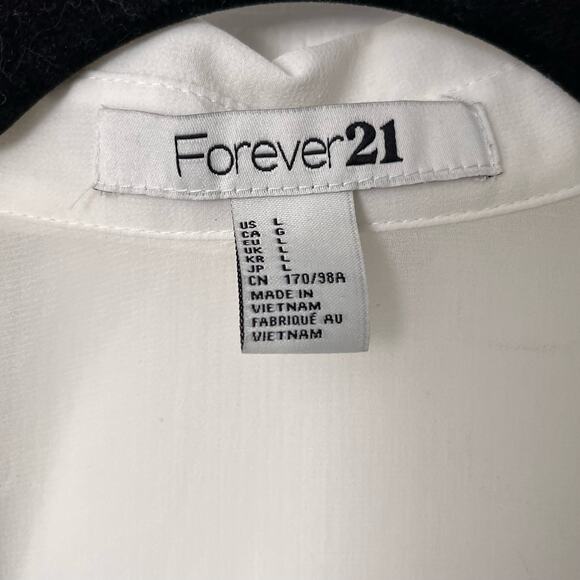 Forever21
US L
CA G
EU L
UK L
KR L
JP L
CN 170/98A
MADE IN
VIETNAM
FABRIQUÉ AU
VIETNAM